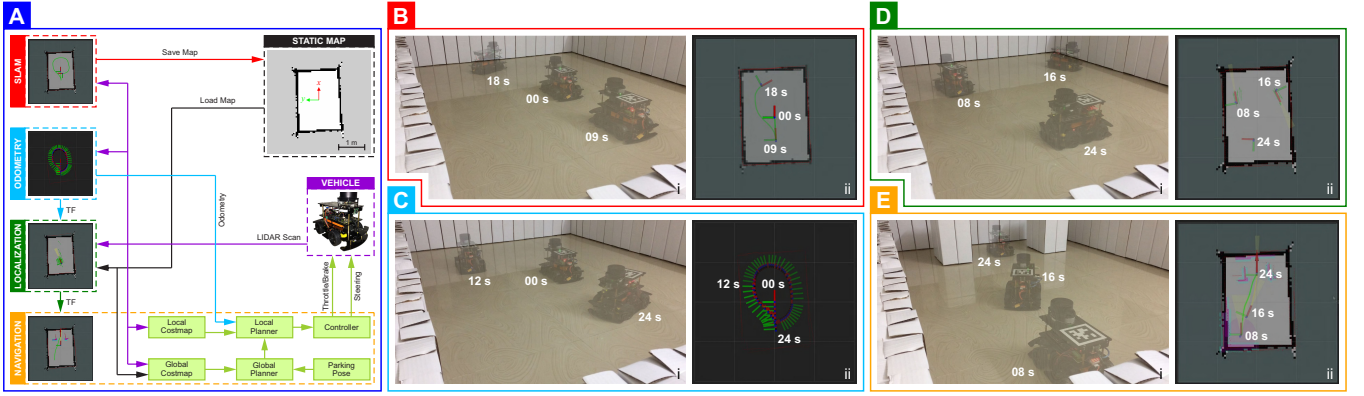 A
SLAM
Save Map
STATIC MAP
x
y
1 m
Load Map
ODOMETRY
TF
Odometry
VEHICLE
LIDAR Scan
LOCALIZATION
TF
Throttle/Brake
Steering
NAVIGATION
Local
Costmap
Local
Planner
Controller
Global
Costmap
Global
Planner
Parking
Pose
B
18 s
00 s
09 s
i
18 s
00 s
09 s
ii
C
12 s
00 s
24 s
i
12 s
00 s
24 s
ii
D
16 s
08 s
24 s
i
16 s
08 s
24 s
ii
E
24 s
16 s
08 s
i
24 s
16 s
08 s
ii